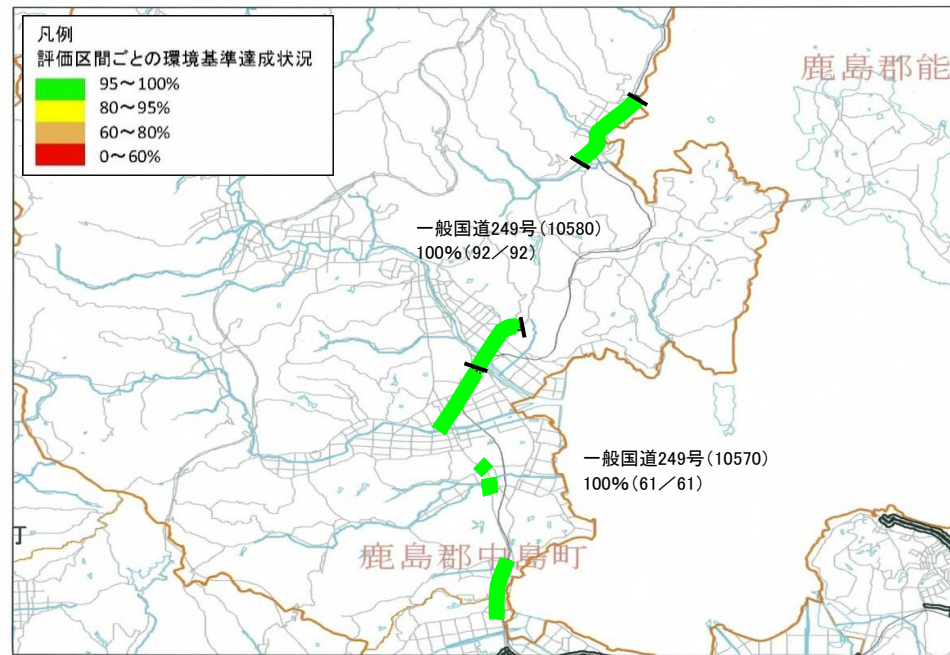 凡例
評価区間ごとの環境基準達成状況
95～100%
80～95%
60～80%
0～60%
鹿島郡能
一般国道249号(10580)
100%(92／92)
一般国道249号(10570)
100%(61／61)
町
鹿島郡中島町